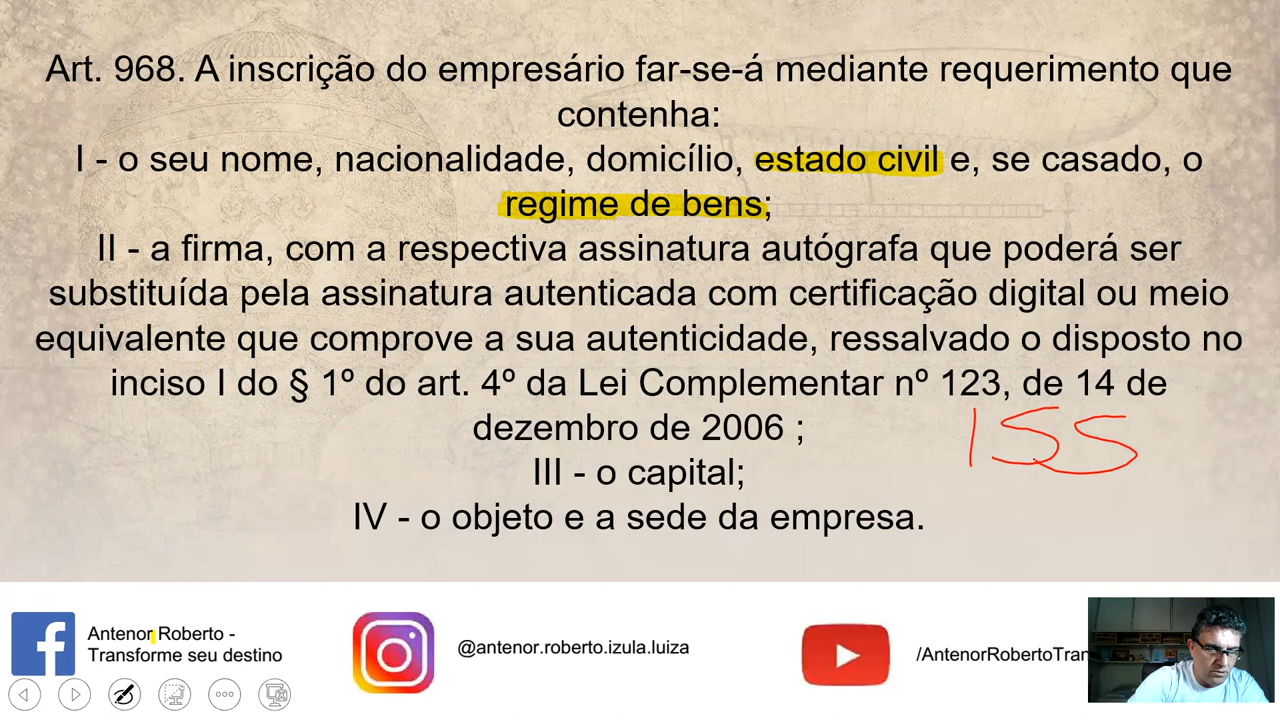 Art. 968. A inscrição do empresário far-se-á mediante requerimento que
contenha:
I - o seu nome, nacionalidade, domicílio, estado civil e, se casado, o
regime de bens;
II - a firma, com a respectiva assinatura autógrafa que poderá ser
substituída pela assinatura autenticada com certificação digital ou meio
equivalente que comprove a sua autenticidade, ressalvado o disposto no
inciso I do § 1º do art. 4º da Lei Complementar nº 123, de 14 de
dezembro de 2006 ;
155
III - o capital;
IV - o objeto e a sede da empresa.
Antenor Roberto -
Transforme seu destino
@antenor.roberto.izula.luiza
/AntenorRobertoTran